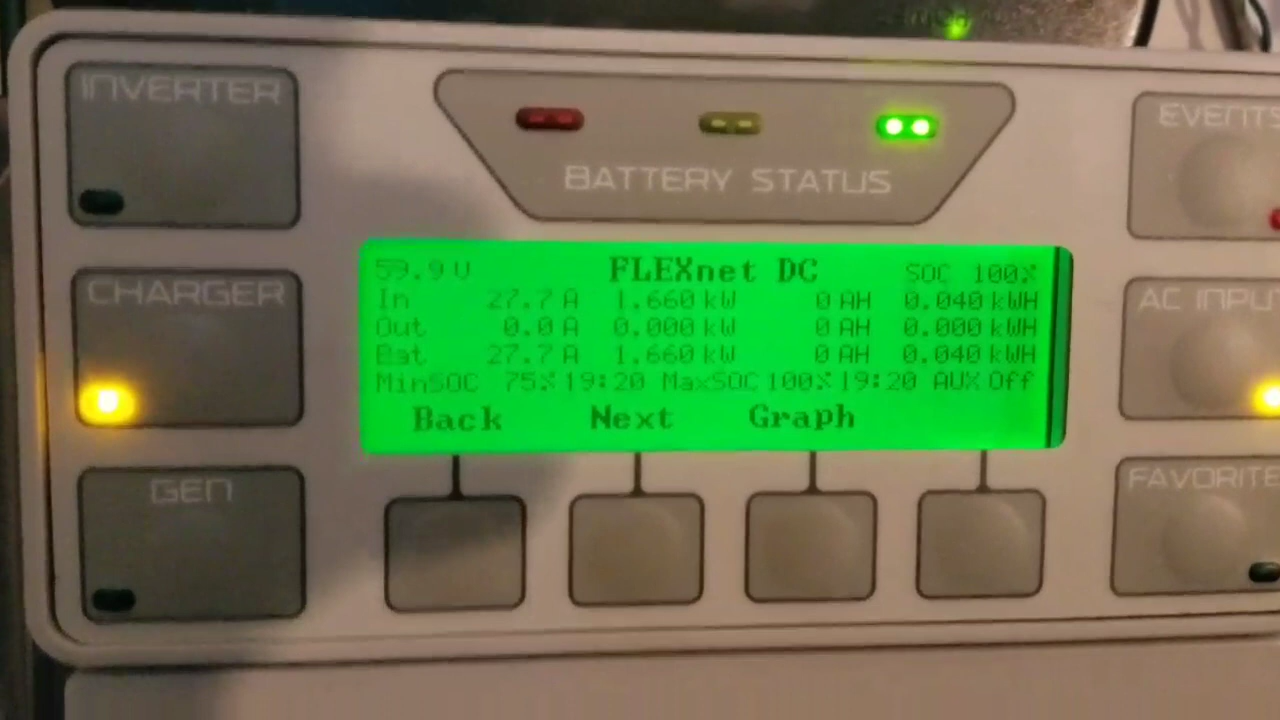 INVERTER
BATTERY STATUS
EVENTS
CHARGER
59.9 V FLEXnet DC SOC 100%
In 27.7 A 1.660 kW 0 AH 0.040 kWH
Out 0.0 A 0.000 kW 0 AH 0.000 kWH
Bat 27.7 A 1.660 kW 0 AH 0.040 kWH
MinSOC 75% 19:20 MaxSOC 100% 19:20 AUX Off
Back Next Graph
AC INPUT
GEN
FAVORITE